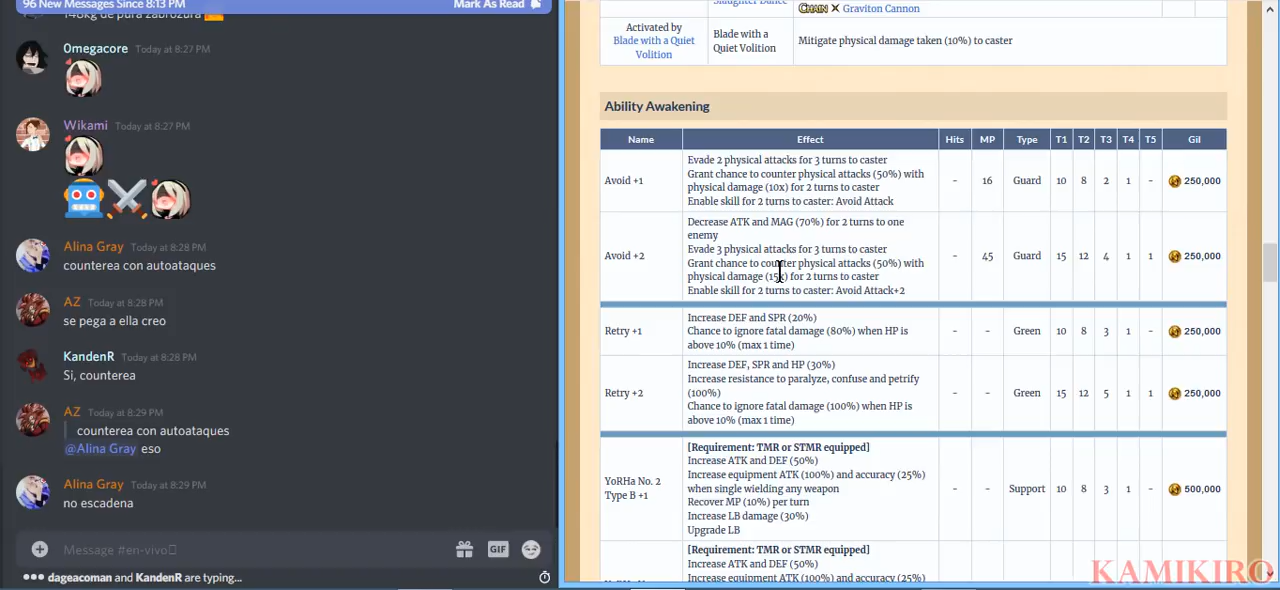 96 New Messages Since 8:13 PM
Mark As Read
148kg de pura zabrozura
0megacore Today at 8:27 PM
Wikami Today at 8:27 PM
Alina Gray Today at 8:28 PM
counterea con autoataques
AZ Today at 8:28 PM
se pega a ella creo
KandenR Today at 8:28 PM
Si, counterea
AZ Today at 8:29 PM
counterea con autoataques
@Alina Gray eso
Alina Gray Today at 8:29 PM
no escadena
Message #en-vivo
GIF
dageacoman and KandenR are typing...
CHAIN X Graviton Cannon
Activated by
Blade with a Quiet
Volition
Blade with a
Quiet Volition
Mitigate physical damage taken (10%) to caster
Ability Awakening
Name Effect Hits MP Type T1 T2 T3 T4 T5 Gil
Avoid +1
Evade 2 physical attacks for 3 turns to caster
Grant chance to counter physical attacks (50%) with
physical damage (10x) for 2 turns to caster
Enable skill for 2 turns to caster: Avoid Attack
- 16 Guard 10 8 2 1 - 250,000
Avoid +2
Decrease ATK and MAG (70%) for 2 turns to one
enemy
Evade 3 physical attacks for 3 turns to caster
Grant chance to counter physical attacks (50%) with
physical damage (15x) for 2 turns to caster
Enable skill for 2 turns to caster: Avoid Attack+2
- 45 Guard 15 12 4 1 1 250,000
Retry +1
Increase DEF and SPR (20%)
Chance to ignore fatal damage (80%) when HP is
above 10% (max 1 time)
- - Green 10 8 3 1 - 250,000
Retry +2
Increase DEF, SPR and HP (30%)
Increase resistance to paralyze, confuse and petrify
(100%)
Chance to ignore fatal damage (100%) when HP is
above 10% (max 1 time)
- - Green 15 12 5 1 1 250,000
YoRHa No. 2
Type B +1
[Requirement: TMR or STMR equipped]
Increase ATK and DEF (50%)
Increase equipment ATK (100%) and accuracy (25%)
when single wielding any weapon
Recover MP (10%) per turn
Increase LB damage (30%)
Upgrade LB
- - Support 10 8 3 1 - 500,000
[Requirement: TMR or STMR equipped]
Increase ATK and DEF (50%)
Increase equipment ATK (100%) and accuracy (25%)
KAMIKIRO